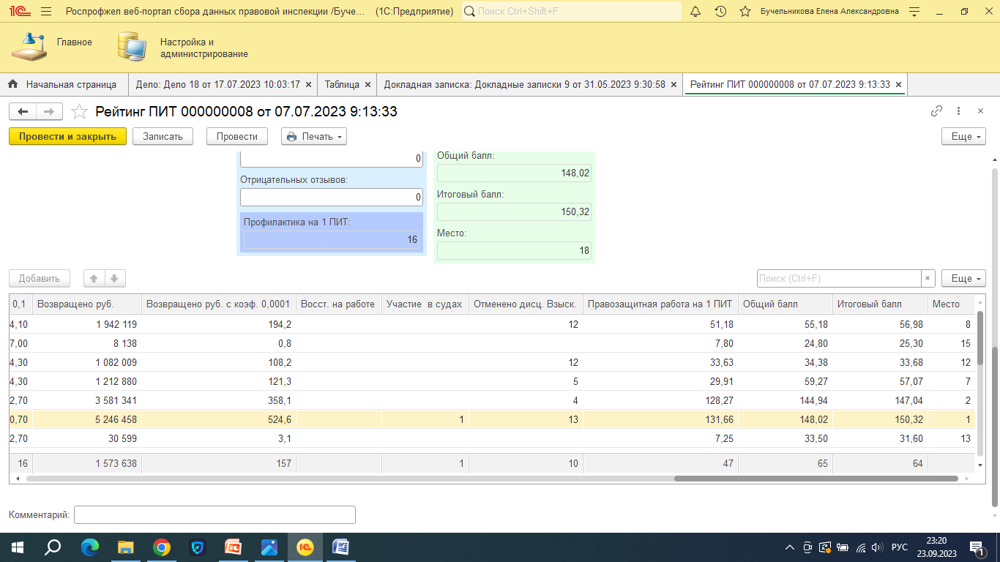 1С Роспрофжел веб-портал сбора данных правовой инспекции /Буче... (1С:Предприятие) Поиск Ctrl+Shift+F Бучельникова Елена Александровна
Главное
Настройка и
администрирование
Начальная страница Дело: Дело 18 от 17.07.2023 10:03:17 × Таблица × Докладная записка: Докладные записки 9 от 31.05.2023 9:30:58 × Рейтинг ПИТ 000000008 от 07.07.2023 9:13:33 ×
Рейтинг ПИТ 000000008 от 07.07.2023 9:13:33
Провести и закрыть Записать Провести Печать Еще
0
Отрицательных отзывов:
0
Профилактика на 1 ПИТ:
16
Общий балл:
148,02
Итоговый балл:
150,32
Место:
18
Добавить Поиск (Ctrl+F) × Еще
0,1 Возвращено руб. Возвращено руб. с коэф. 0,0001 Восст. на работе Участие в судах Отменено дисц. Взыск. Правозащитная работа на 1 ПИТ Общий балл Итоговый балл Место
4,10 1 942 119 194,2 12 51,18 55,18 56,98 8
7,00 8 138 0,8 7,80 24,80 25,30 15
4,30 1 082 009 108,2 12 33,63 34,38 33,68 12
4,30 1 212 880 121,3 5 29,91 59,27 57,07 7
2,70 3 581 341 358,1 4 128,27 144,94 147,04 2
0,70 5 246 458 524,6 1 13 131,66 148,02 150,32 1
2,70 30 599 3,1 7,25 33,50 31,60 13
16 1 573 638 157 1 10 47 65 64
Комментарий:
РУС
23:20
23.09.2023
1